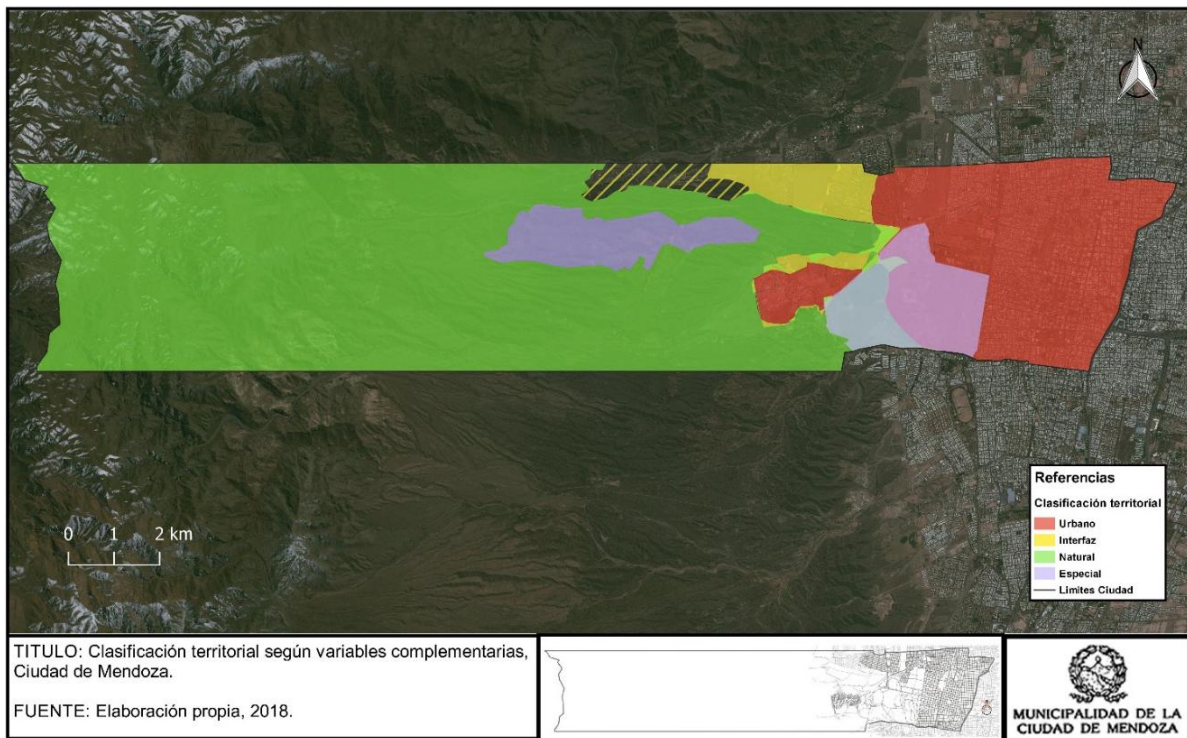 N
0 1 2 km
Referencias
Clasificación territorial
Urbano
Interfaz
Natural
Especial
Limites Ciudad
TITULO: Clasificación territorial según variables complementarias,
Ciudad de Mendoza.
FUENTE: Elaboración propia, 2018.
MUNICIPALIDAD DE LA
CIUDAD DE MENDOZA